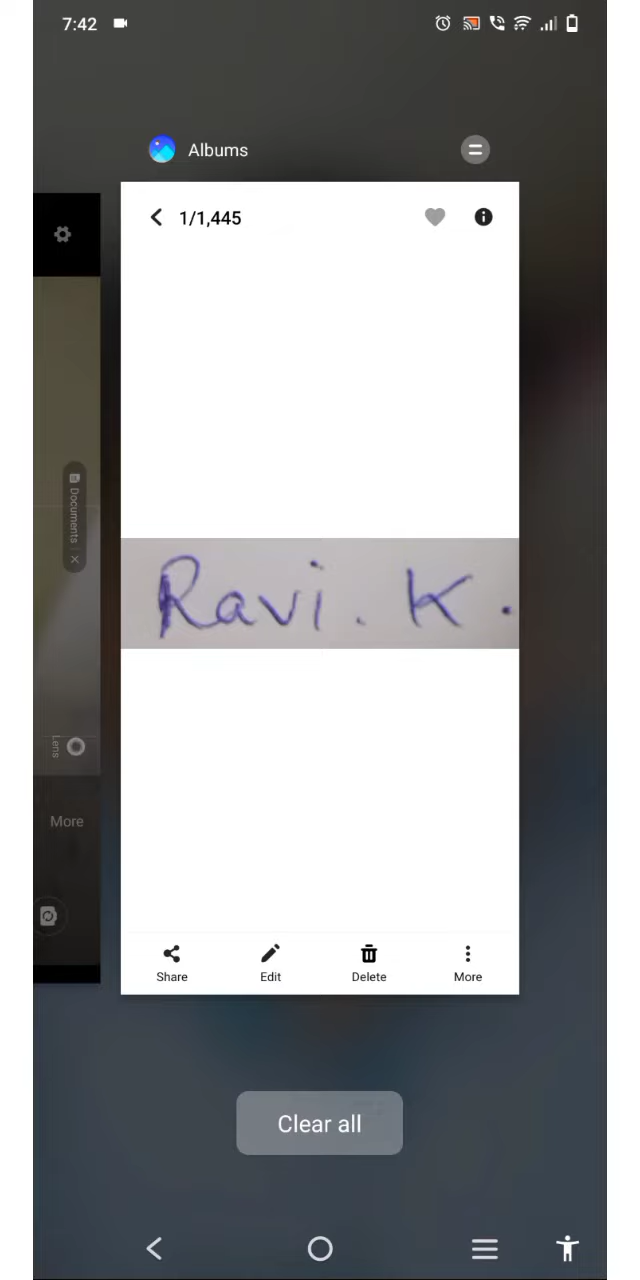 7:42
Albums
1/1,445
Documents
Ravi. K.
Lens
More
Share Edit Delete More
Clear all